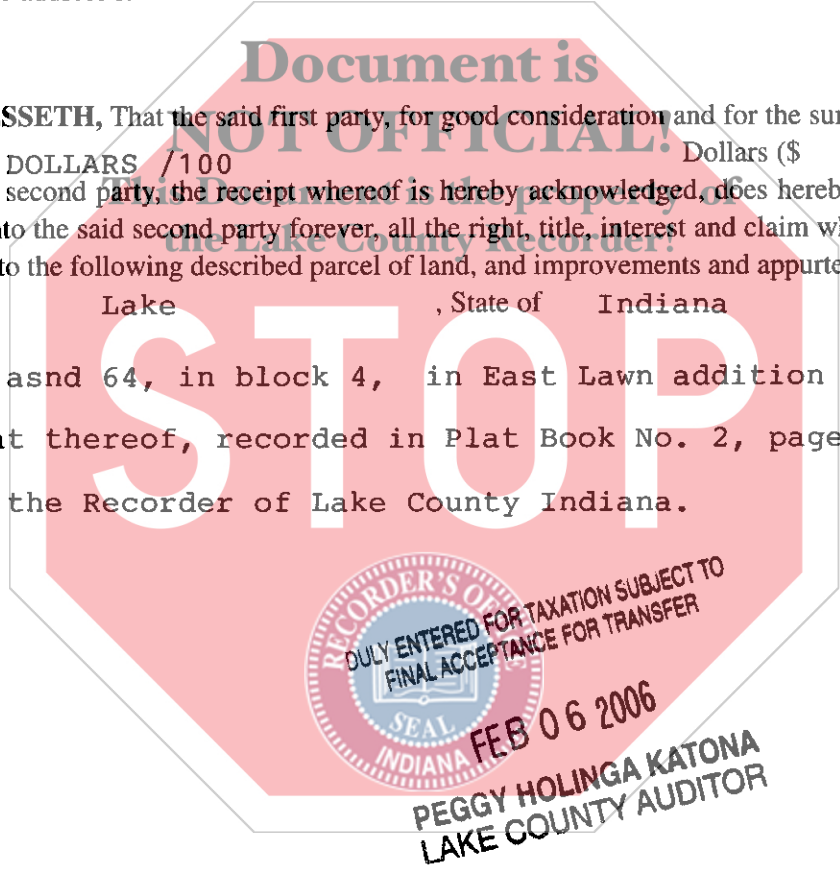 Document is
SSETH, That the said first party, for good consideration and for the sur
NOT OFFICIAL!
DOLLARS /100 Dollars ($
second party, the receipt whereof is hereby acknowledged, does hereb
This Document is the property of
to the said second party forever, all the right, title, interest and claim w
the Lake County Recorder!
to the following described parcel of land, and improvements and appurte
Lake , State of Indiana
STOP
asnd 64, in block 4, in East Lawn addition
t thereof, recorded in Plat Book No. 2, page
the Recorder of Lake County Indiana.
RECORDER'S OFFICE
SEAL
INDIANA
DULY ENTERED FOR TAXATION SUBJECT TO
FINAL ACCEPTANCE FOR TRANSFER
FEB 06 2006
PEGGY HOLINGA KATONA
LAKE COUNTY AUDITOR